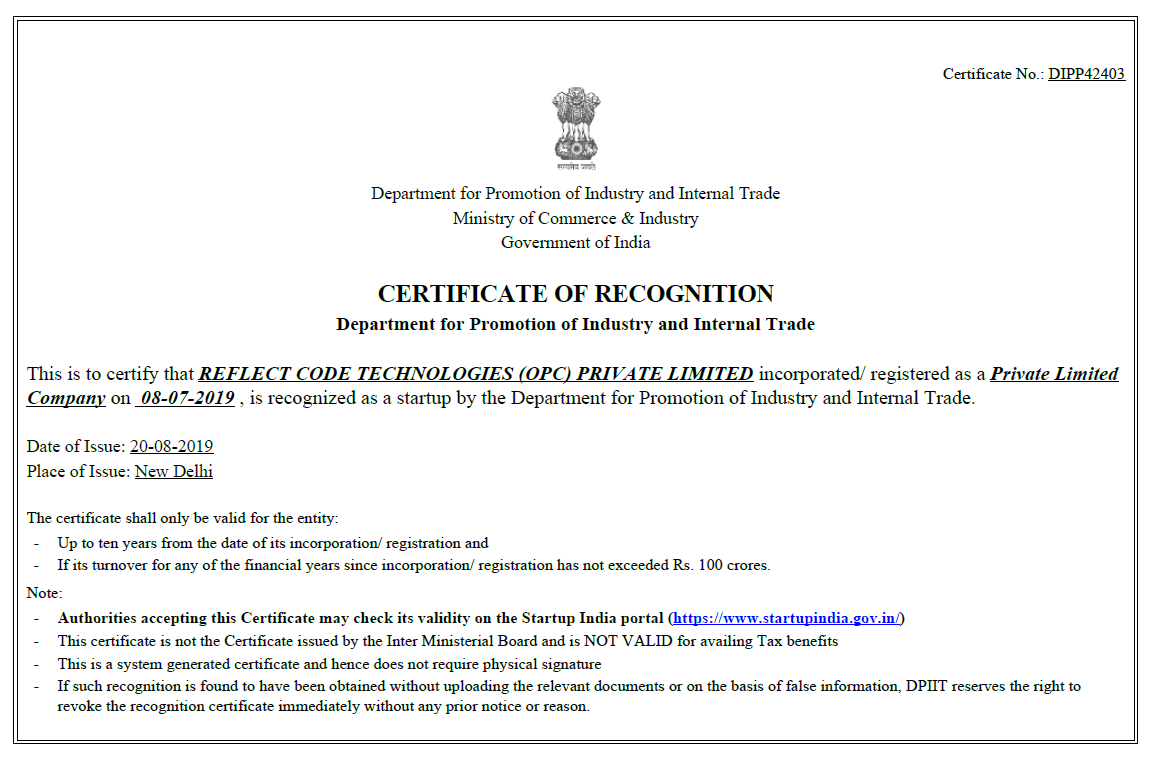 Certificate No.: DIPP42403
सत्यमेव जयते
Department for Promotion of Industry and Internal Trade
Ministry of Commerce & Industry
Government of India
CERTIFICATE OF RECOGNITION
Department for Promotion of Industry and Internal Trade
This is to certify that REFLECT CODE TECHNOLOGIES (OPC) PRIVATE LIMITED incorporated/ registered as a Private Limited
Company on 08-07-2019 , is recognized as a startup by the Department for Promotion of Industry and Internal Trade.
Date of Issue: 20-08-2019
Place of Issue: New Delhi
The certificate shall only be valid for the entity:
- Up to ten years from the date of its incorporation/ registration and
- If its turnover for any of the financial years since incorporation/ registration has not exceeded Rs. 100 crores.
Note:
- Authorities accepting this Certificate may check its validity on the Startup India portal (https://www.startupindia.gov.in/)
- This certificate is not the Certificate issued by the Inter Ministerial Board and is NOT VALID for availing Tax benefits
- This is a system generated certificate and hence does not require physical signature
- If such recognition is found to have been obtained without uploading the relevant documents or on the basis of false information, DPIIT reserves the right to
revoke the recognition certificate immediately without any prior notice or reason.